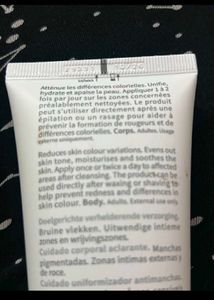 Atténue les différences colorielles. Unifie,
hydrate et apaise la peau. Appliquer 1 à 2
fois par jour sur les zones concernées
préalablement nettoyées. Le produit
peut s'utiliser directement après une
épilation ou un rasage pour aider à
prévenir la formation de rougeurs et de
différences colorielles. Corps. Adultes. Usage
externe uniquement.
Reduces skin colour variations. Evens out
skin tone, moisturises and soothes the
skin. Apply once or twice a day to affected
areas after cleansing. The product can be
used directly after waxing or shaving to
help prevent redness and differences in
skin colour. Body. Adults. External use only.
Doelgerichte verhelderende verzorging.
Bruine vlekken. Uitwendige intieme
zones en wrijvingszones.
Cuidado corporal aclarante. Manchas
pigmentadas. Zonas íntimas externas y
de roce.
Cuidado uniformizador antimanchas.